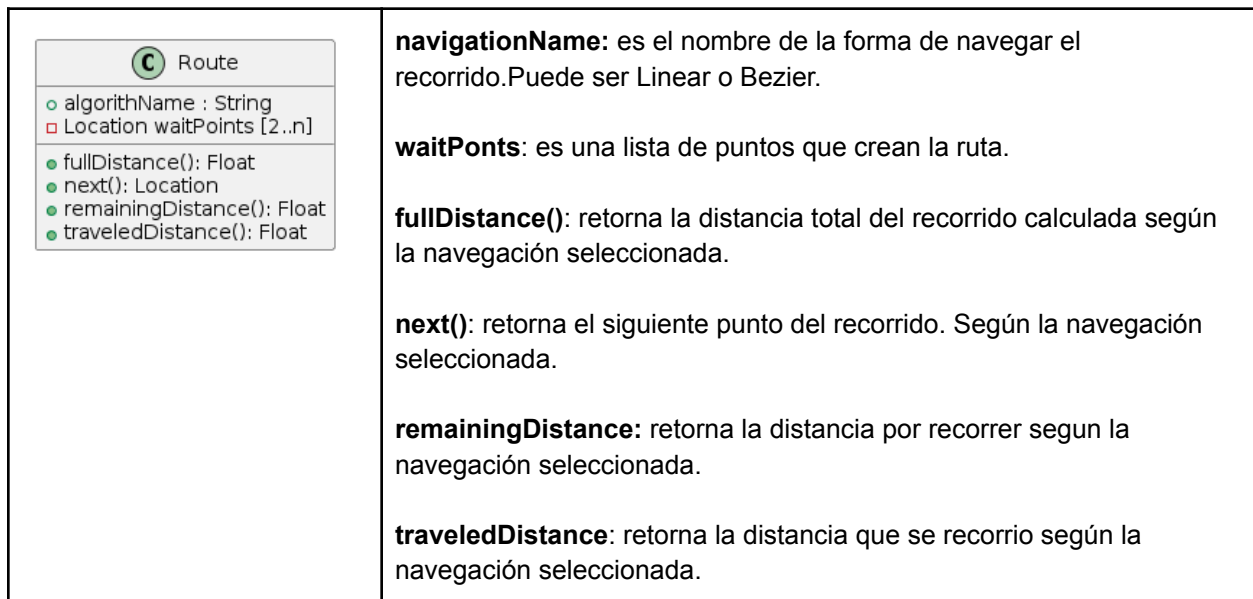 C Route
algorithName : String
Location waitPoints [2..n]
fullDistance(): Float
next(): Location
remainingDistance(): Float
traveledDistance(): Float
navigationName: es el nombre de la forma de navegar el
recorrido.Puede ser Linear o Bezier.
waitPonts: es una lista de puntos que crean la ruta.
fullDistance(): retorna la distancia total del recorrido calculada según
la navegación seleccionada.
next(): retorna el siguiente punto del recorrido. Según la navegación
seleccionada.
remainingDistance: retorna la distancia por recorrer segun la
navegación seleccionada.
traveledDistance: retorna la distancia que se recorrio según la
navegación seleccionada.